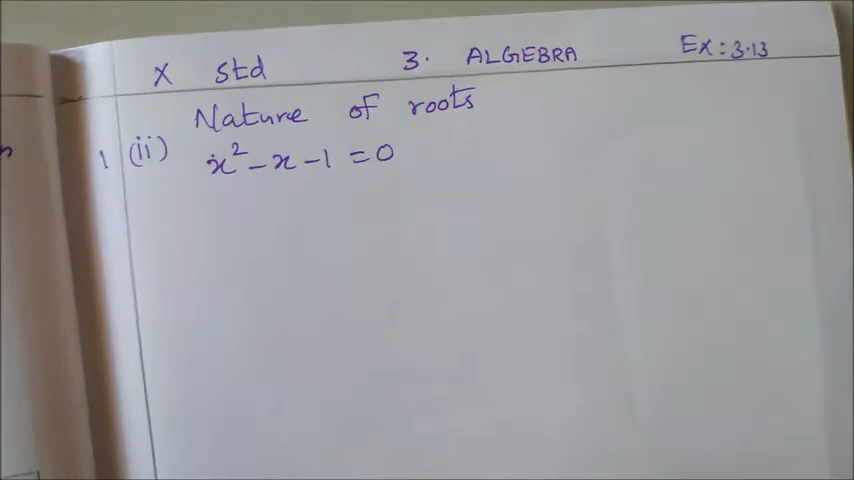 X Std 3. ALGEBRA Ex: 3.13
Nature of roots
1 (ii) x² - x - 1 = 0